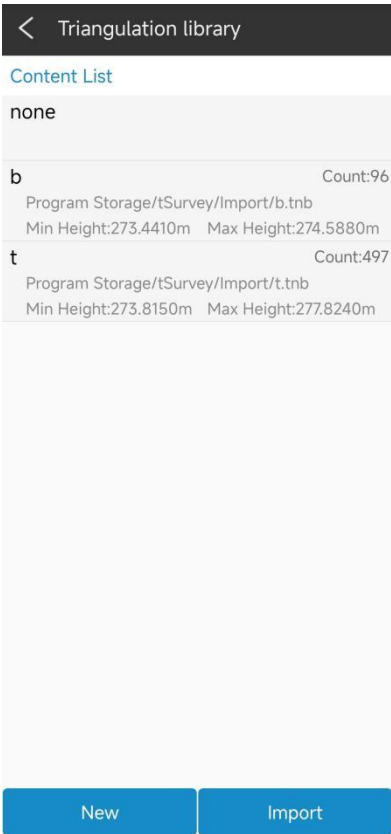 Triangulation library
Content List
none
b Count:96
Program Storage/tSurvey/Import/b.tnb
Min Height:273.4410m Max Height:274.5880m
t Count:497
Program Storage/tSurvey/Import/t.tnb
Min Height:273.8150m Max Height:277.8240m
New Import